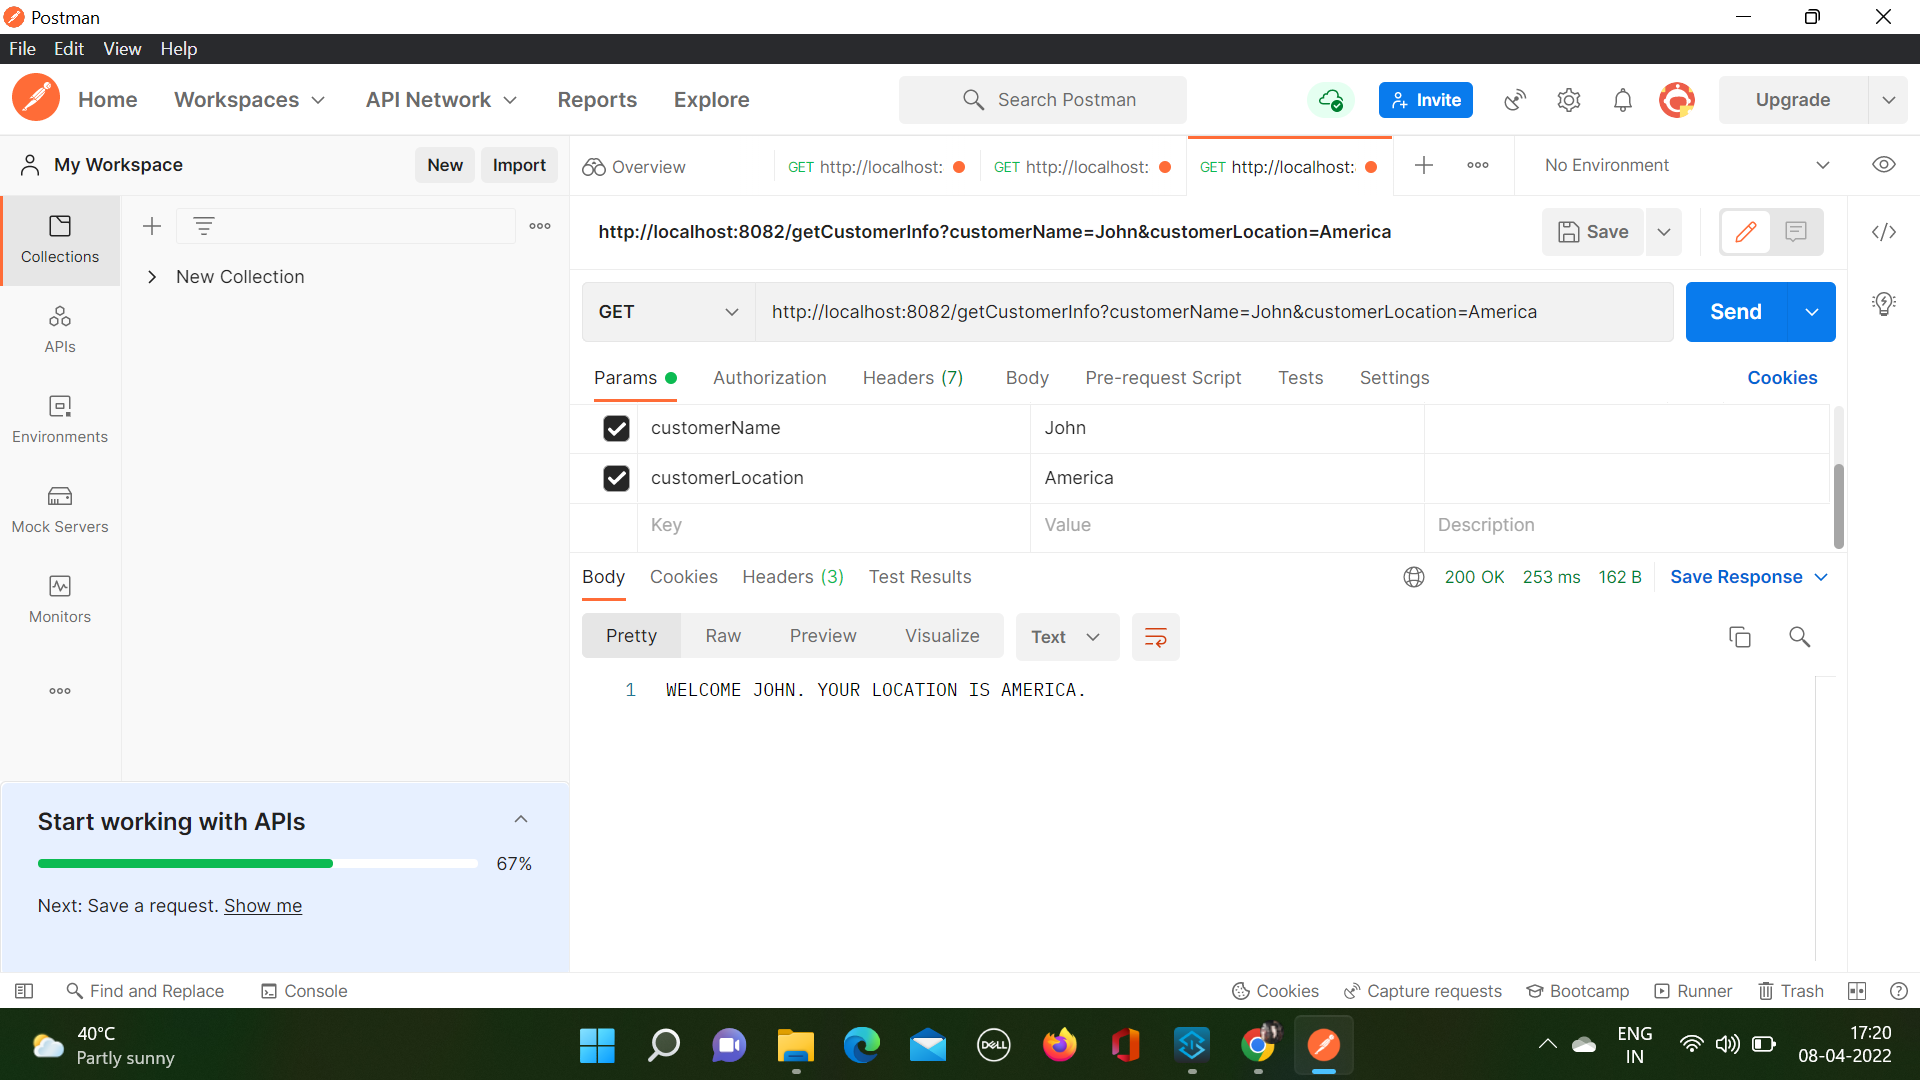 Postman
File Edit View Help
Home Workspaces API Network Reports Explore Search Postman Invite Upgrade
My Workspace New Import Overview GET http://localhost: GET http://localhost: GET http://localhost: No Environment
http://localhost:8082/getCustomerInfo?customerName=John&customerLocation=America Save
Collections
New Collection
GET http://localhost:8082/getCustomerInfo?customerName=John&customerLocation=America Send
APIs
Params Authorization Headers (7) Body Pre-request Script Tests Settings Cookies
customerName John
Environments
customerLocation America
Key Value Description
Mock Servers
Body Cookies Headers (3) Test Results 200 OK 253 ms 162 B Save Response
Monitors
Pretty Raw Preview Visualize Text
1 WELCOME JOHN. YOUR LOCATION IS AMERICA.
Start working with APIs
67%
Next: Save a request. Show me
Find and Replace Console Cookies Capture requests Bootcamp Runner Trash
40°C
Partly sunny
DELL
ENG
IN
17:20
08-04-2022